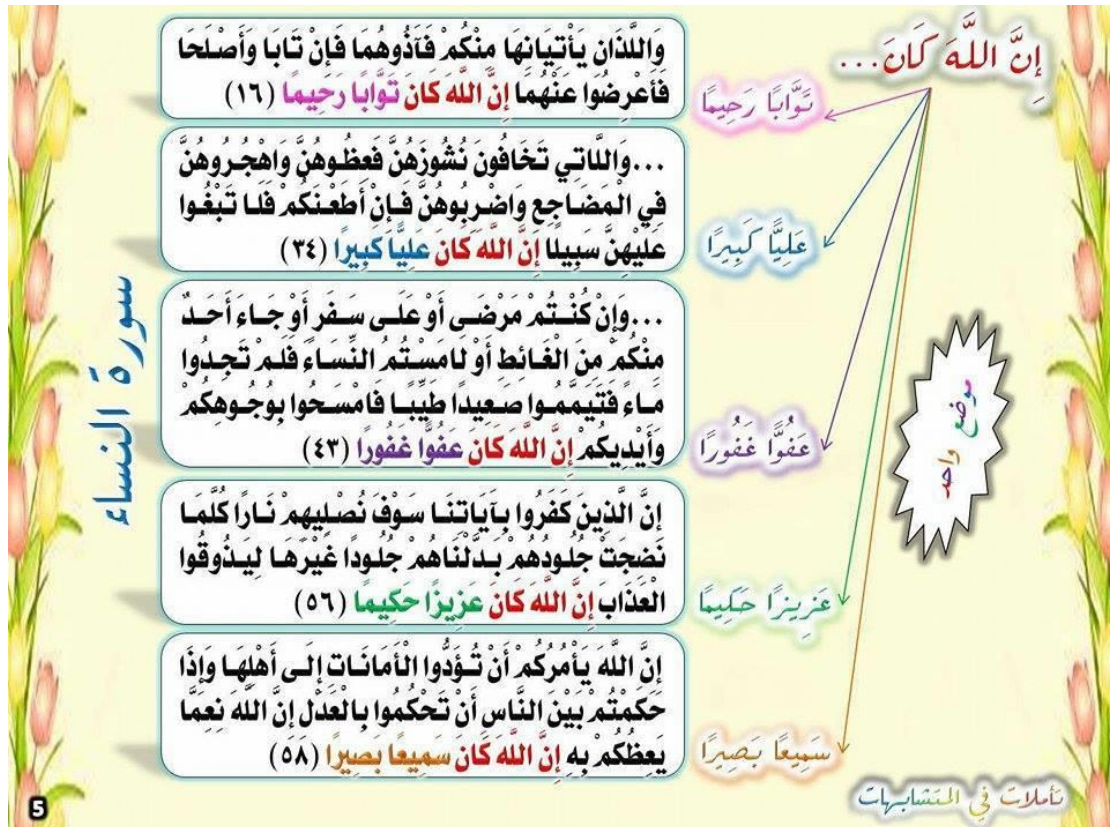 إِنَّ اللَّهَ كَانَ...
تَوَّابًا رَحِيمًا
وَاللَّذَانِ يَأْتِيَانِهَا مِنْكُمْ فَآذُوهُمَا فَإِنْ تَابَا وَأَصْلَحَا
فَأَعْرِضُوا عَنْهُمَا إِنَّ اللَّهَ كَانَ تَوَّابًا رَحِيمًا (١٦)
عَلِيًّا كَبِيرًا
...وَاللَّاتِي تَخَافُونَ نُشُوزَهُنَّ فَعِظُوهُنَّ وَاهْجُرُوهُنَّ
فِي الْمَضَاجِعِ وَاضْرِبُوهُنَّ فَإِنْ أَطَعْنَكُمْ فَلَا تَبْغُوا
عَلَيْهِنَّ سَبِيلًا إِنَّ اللَّهَ كَانَ عَلِيًّا كَبِيرًا (٣٤)
عَفُوًّا غَفُورًا
...وَإِنْ كُنْتُمْ مَرْضَى أَوْ عَلَى سَفَرٍ أَوْ جَاءَ أَحَدٌ
مِنْكُمْ مِنَ الْغَائِطِ أَوْ لَامَسْتُمُ النِّسَاءَ فَلَمْ تَجِدُوا
مَاءً فَتَيَمَّمُوا صَعِيدًا طَيِّبًا فَامْسَحُوا بِوُجُوهِكُمْ
وَأَيْدِيكُمْ إِنَّ اللَّهَ كَانَ عَفُوًّا غَفُورًا (٤٣)
عَزِيزًا حَكِيمًا
إِنَّ الَّذِينَ كَفَرُوا بِآيَاتِنَا سَوْفَ نُصْلِيهِمْ نَارًا كُلَّمَا
نَضِجَتْ جُلُودُهُمْ بَدَّلْنَاهُمْ جُلُودًا غَيْرَهَا لِيَذُوقُوا
الْعَذَابَ إِنَّ اللَّهَ كَانَ عَزِيزًا حَكِيمًا (٥٦)
سَمِيعًا بَصِيرًا
إِنَّ اللَّهَ يَأْمُرُكُمْ أَنْ تُؤَدُّوا الْأَمَانَاتِ إِلَى أَهْلِهَا وَإِذَا
حَكَمْتُمْ بَيْنَ النَّاسِ أَنْ تَحْكُمُوا بِالْعَدْلِ إِنَّ اللَّهَ نِعِمَّا
يَعِظُكُمْ بِهِ إِنَّ اللَّهَ كَانَ سَمِيعًا بَصِيرًا (٥٨)
موضع واحد
سورة النساء
تأملات في المتشابهات
5